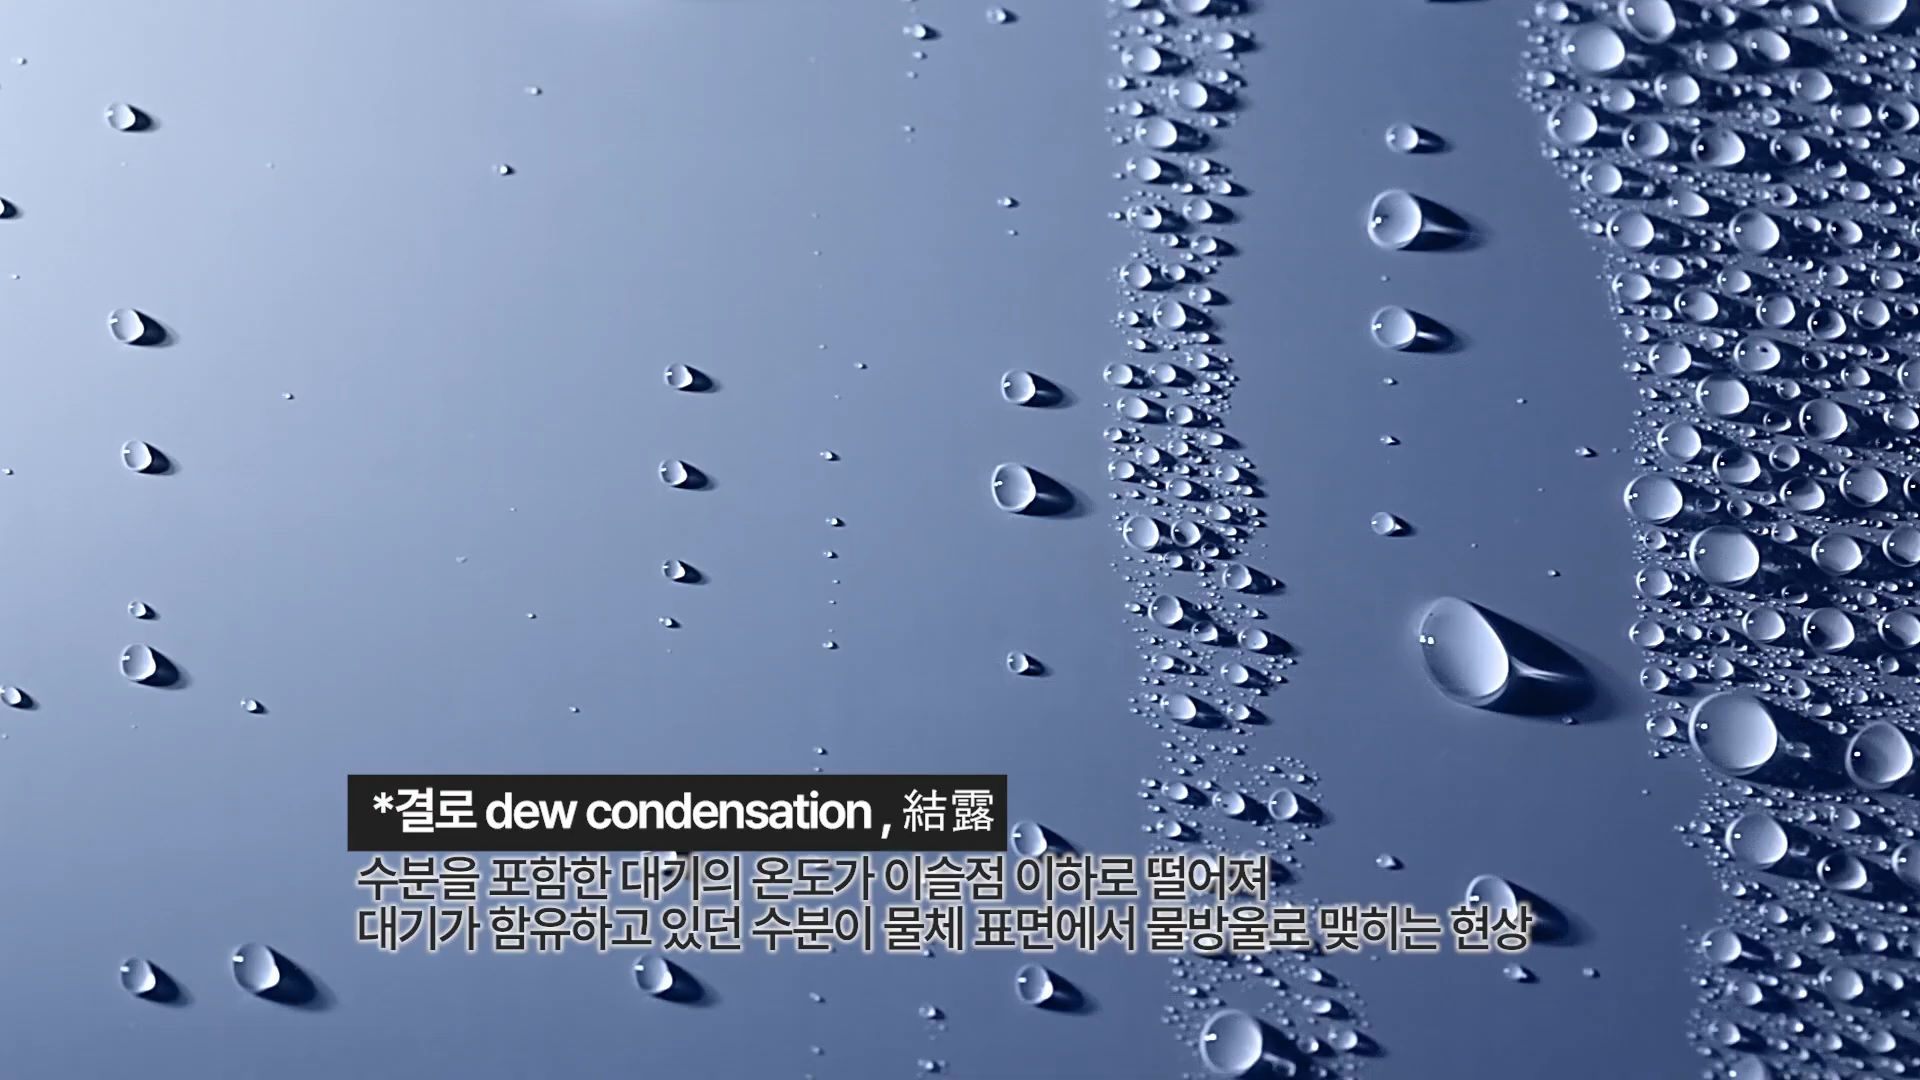 *결로 dew condensation , 結露
수분을 포함한 대기의 온도가 이슬점 이하로 떨어져
대기가 함유하고 있던 수분이 물체 표면에서 물방울로 맺히는 현상